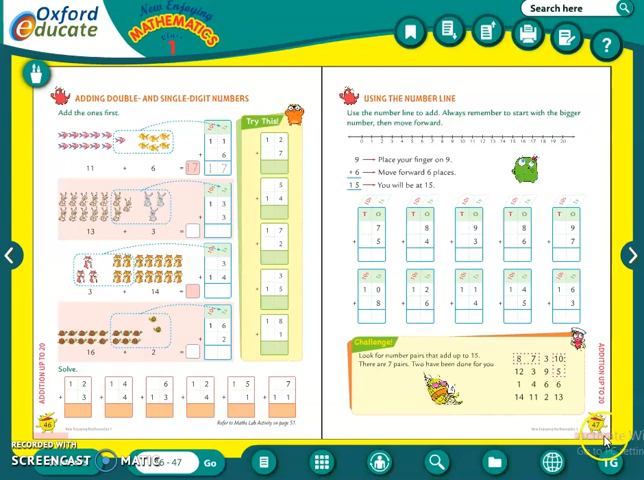 Oxford
educate
New Enjoying
MATHEMATICS
Class
1
Search here
?
ADDING DOUBLE- AND SINGLE-DIGIT NUMBERS
Add the ones first.
11 + 6 = 17
1 1
+ 6
1 7
13 + 3 =
1 3
+ 3
3 + 14 =
3
+ 1 4
16 + 2 =
1 6
+ 2
Try This!
1 2
+ 7
5
+ 1 4
1 7
+ 2
3
+ 1 5
1 8
+ 1
Solve.
1 2
+ 3
1 4
+ 4
6
+ 1 3
1 2
+ 4
1 5
+ 1
7
+ 1 1
Refer to Maths Lab Activity on page 51.
ADDITION UP TO 20
46
New Enjoying Mathematics-1
USING THE NUMBER LINE
Use the number line to add. Always remember to start with the bigger
number, then move forward.
0 1 2 3 4 5 6 7 8 9 10 11 12 13 14 15 16 17 18 19 20
9 Place your finger on 9.
+ 6 Move forward 6 places.
1 5 You will be at 15.
T O
7
+ 5
T O
8
+ 4
T O
9
+ 3
T O
8
+ 6
T O
9
+ 7
1 0
+ 8
1 2
+ 6
1 1
+ 4
1 4
+ 5
1 6
+ 3
Challenge!
Look for number pairs that add up to 15.
There are 7 pairs. Two have been done for you
8 7 3 10
12 3 9 5
1 4 6 6
14 11 2 13
ADDITION UP TO 20
47
New Enjoying Mathematics-1
RECORDED WITH
SCREENCAST MATIC
6 - 47
Go
TG